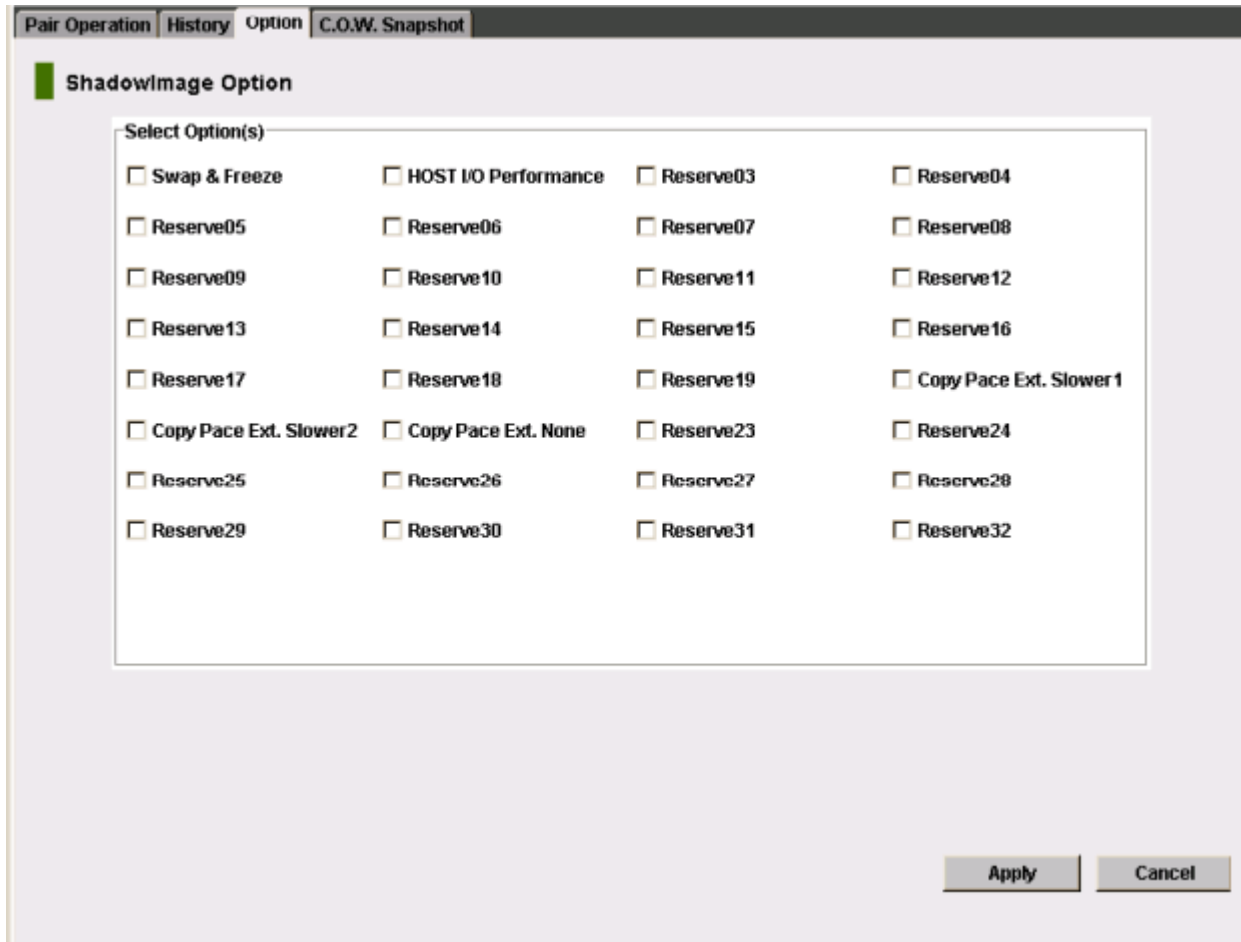 Pair Operation History Option C.O.W. Snapshot
ShadowImage Option
Select Option(s)
Swap & Freeze HOST I/O Performance Reserve03 Reserve04
Reserve05 Reserve06 Reserve07 Reserve08
Reserve09 Reserve10 Reserve11 Reserve12
Reserve13 Reserve14 Reserve15 Reserve16
Reserve17 Reserve18 Reserve19 Copy Pace Ext. Slower1
Copy Pace Ext. Slower2 Copy Pace Ext. None Reserve23 Reserve24
Reserve25 Reserve26 Reserve27 Reserve28
Reserve29 Reserve30 Reserve31 Reserve32
Apply Cancel